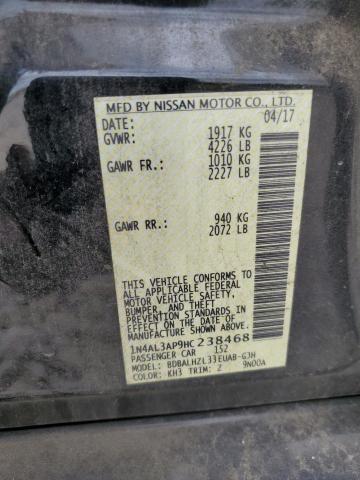 MFD BY NISSAN MOTOR CO., LTD.
DATE: 04/17
GVWR: 1917 KG
4226 LB
GAWR FR.: 1010 KG
2227 LB
GAWR RR.: 940 KG
2072 LB
THIS VEHICLE CONFORMS TO
ALL APPLICABLE FEDERAL
MOTOR VEHICLE SAFETY,
BUMPER, AND THEFT
PREVENTION STANDARDS IN
EFFECT ON THE DATE OF
MANUFACTURE SHOWN ABOVE.
1N4AL3AP9HC 238468
PASSENGER CAR 152
MODEL: BDBALHZL33EUAB-GJH
COLOR: KH3 TRIM: Z 9N00A